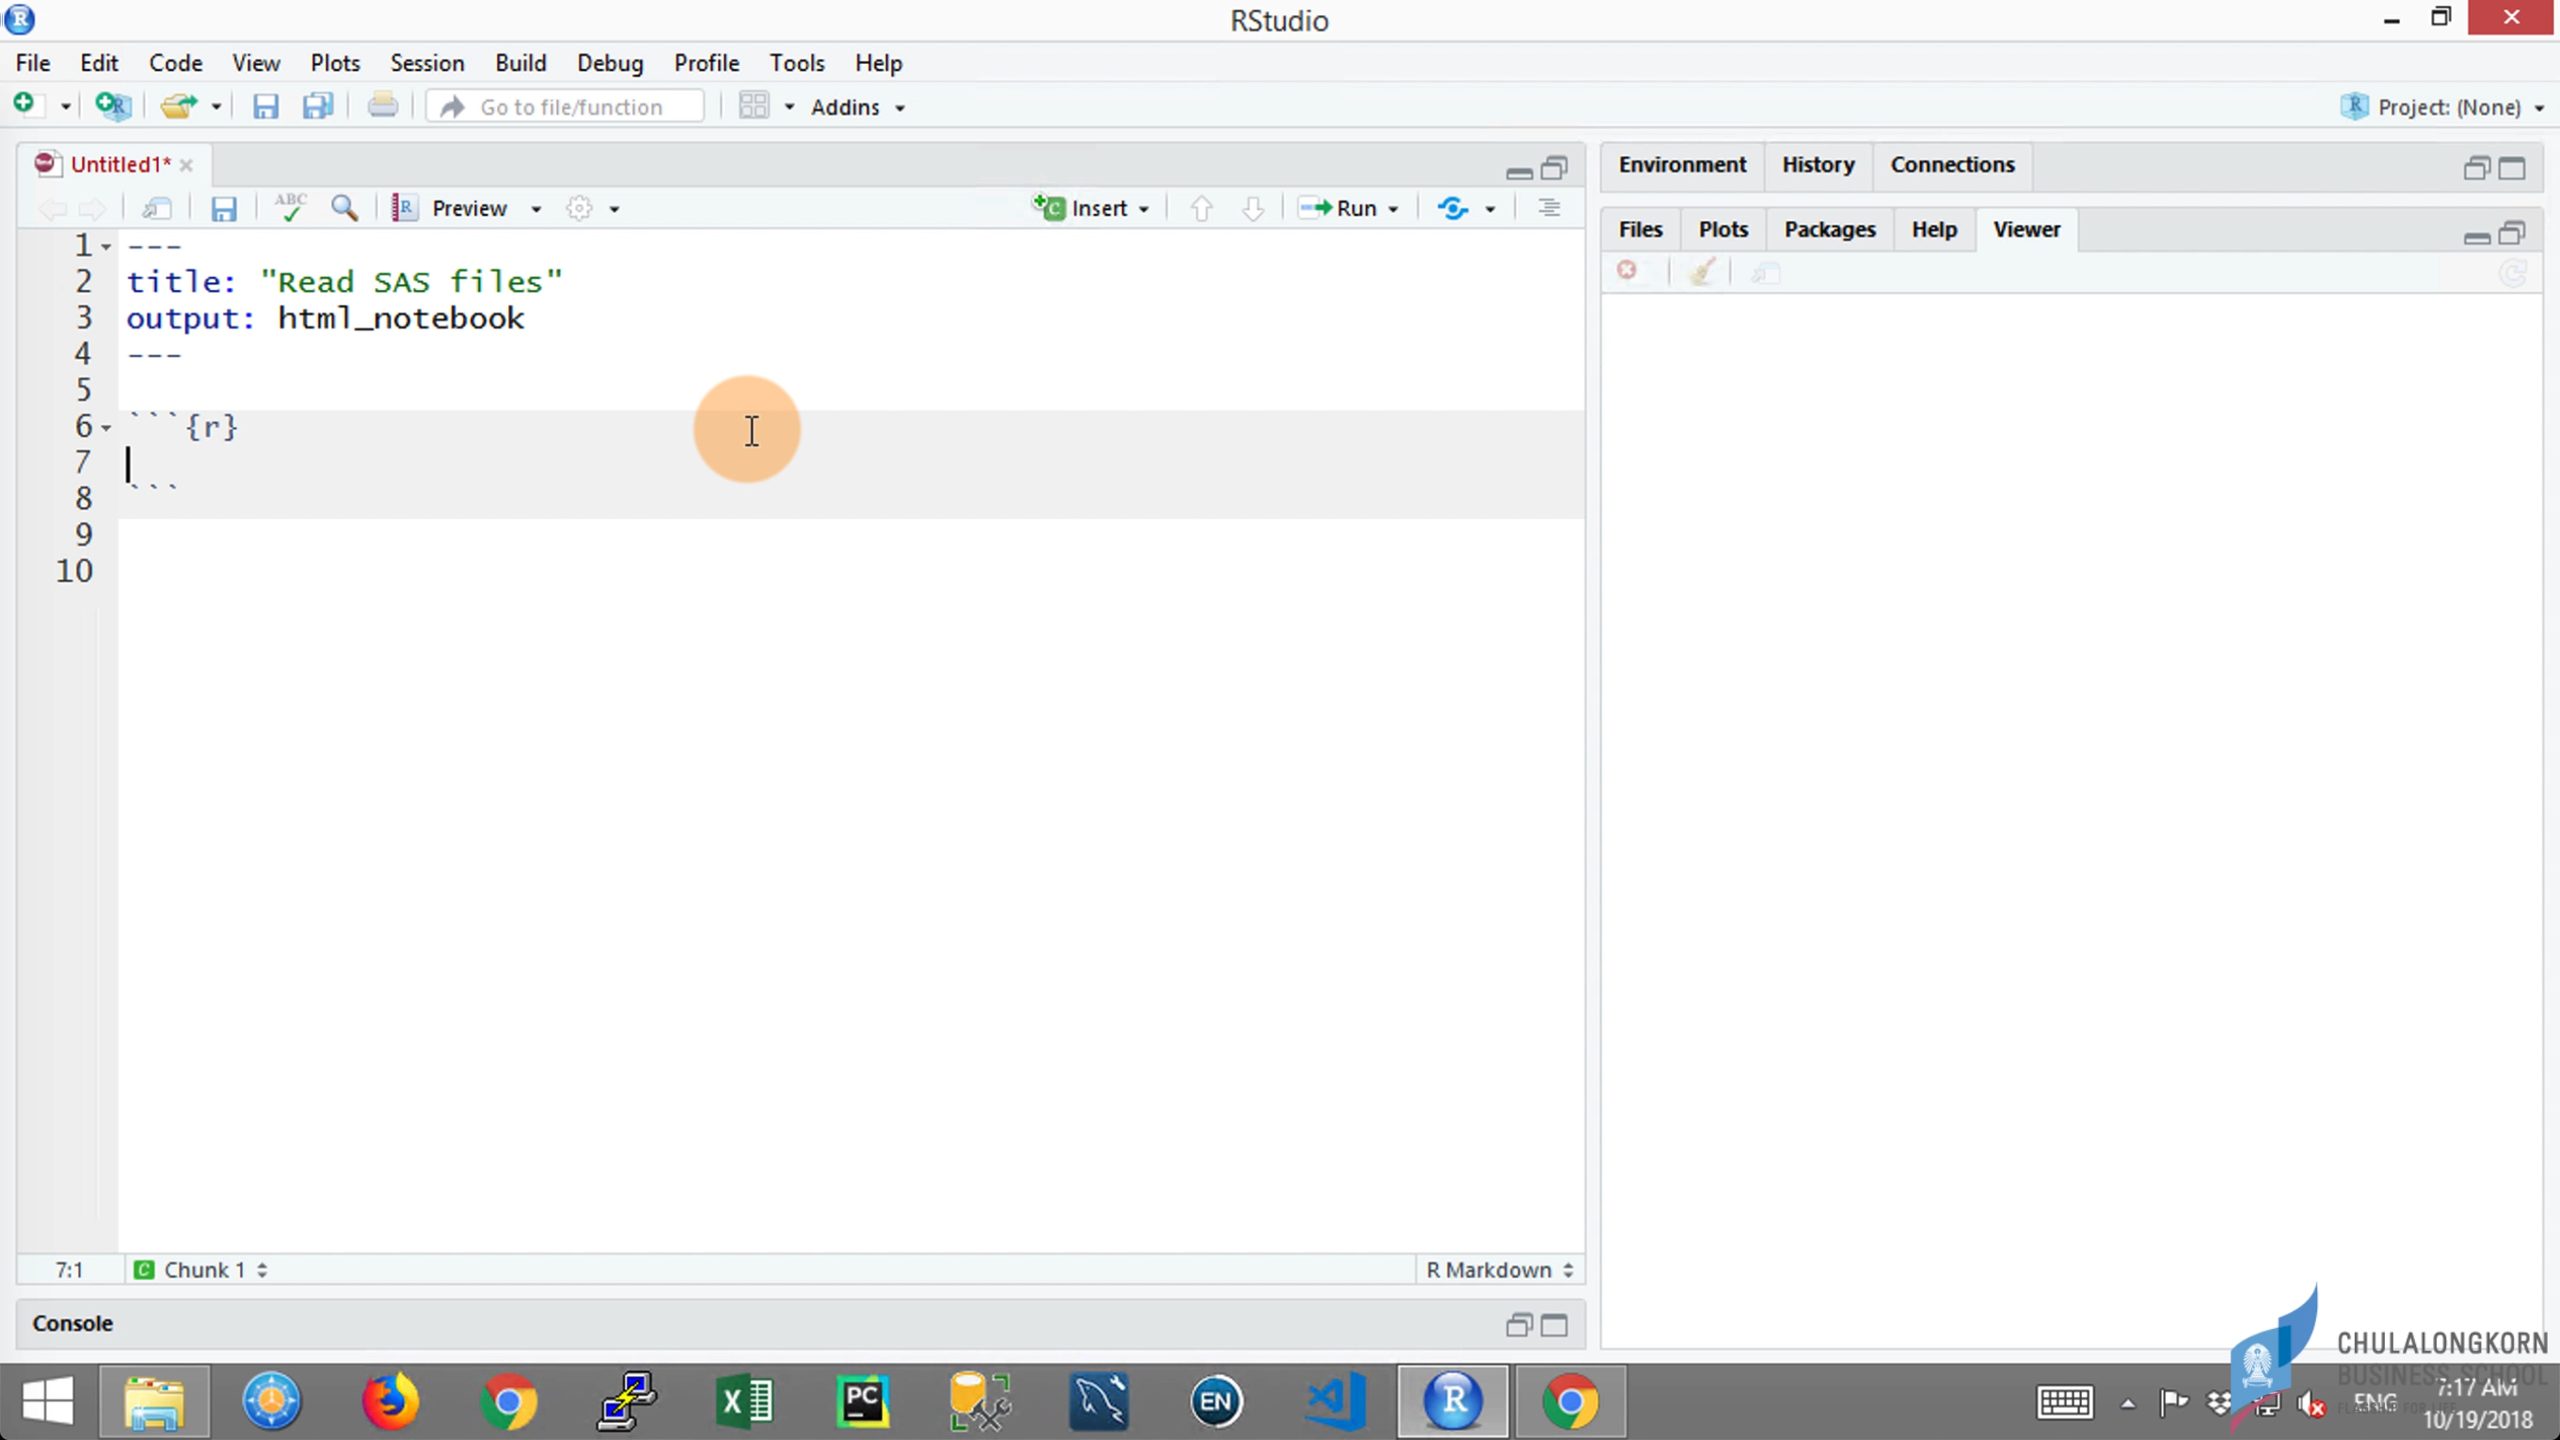 RStudio
File Edit Code View Plots Session Build Debug Profile Tools Help
Go to file/function Addins Project: (None)
Untitled1*
ABC Preview Insert Run
1 ---
2 title: "Read SAS files"
3 output: html_notebook
4 ---
5
6 ```{r}
7
8 ```
9
10
7:1 Chunk 1 R Markdown
Console
Environment History Connections
Files Plots Packages Help Viewer
CHULALONGKORN
BUSINESS SCHOOL
EN
PC
ENG
7:17 AM
10/19/2018